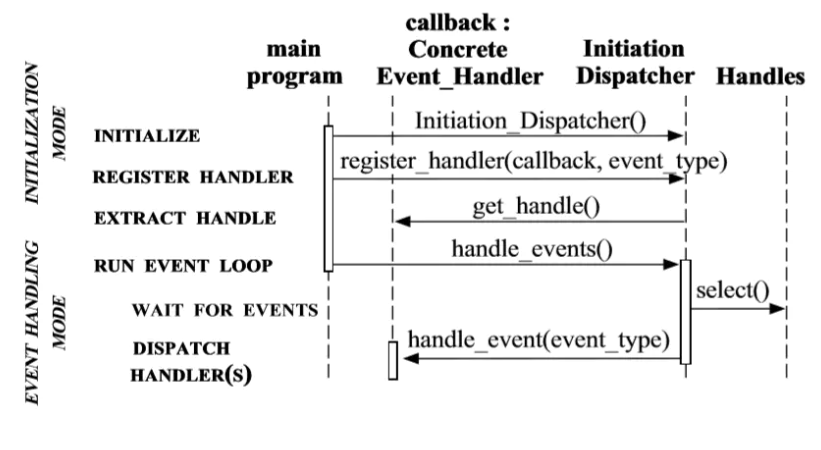 callback :
main Concrete Initiation
program Event_Handler Dispatcher Handles
INITIALIZATION
MODE
Initiation_Dispatcher()
INITIALIZE
register_handler(callback, event_type)
REGISTER HANDLER
get_handle()
EXTRACT HANDLE
EVENT HANDLING
MODE
handle_events()
RUN EVENT LOOP
select()
WAIT FOR EVENTS
handle_event(event_type)
DISPATCH
HANDLER(S)